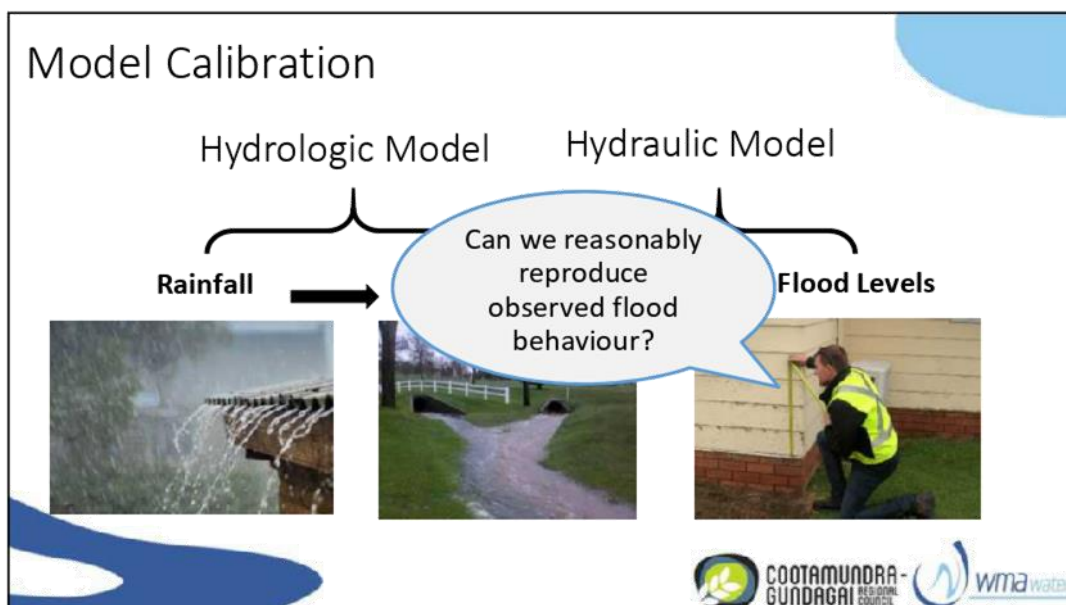 Model Calibration
Hydrologic Model
Hydraulic Model
Rainfall
Can we reasonably
reproduce
observed flood
behaviour?
Flood Levels
COOTAMUNDRA-
GUNDAGAI REGIONAL
COUNCIL
wmawater